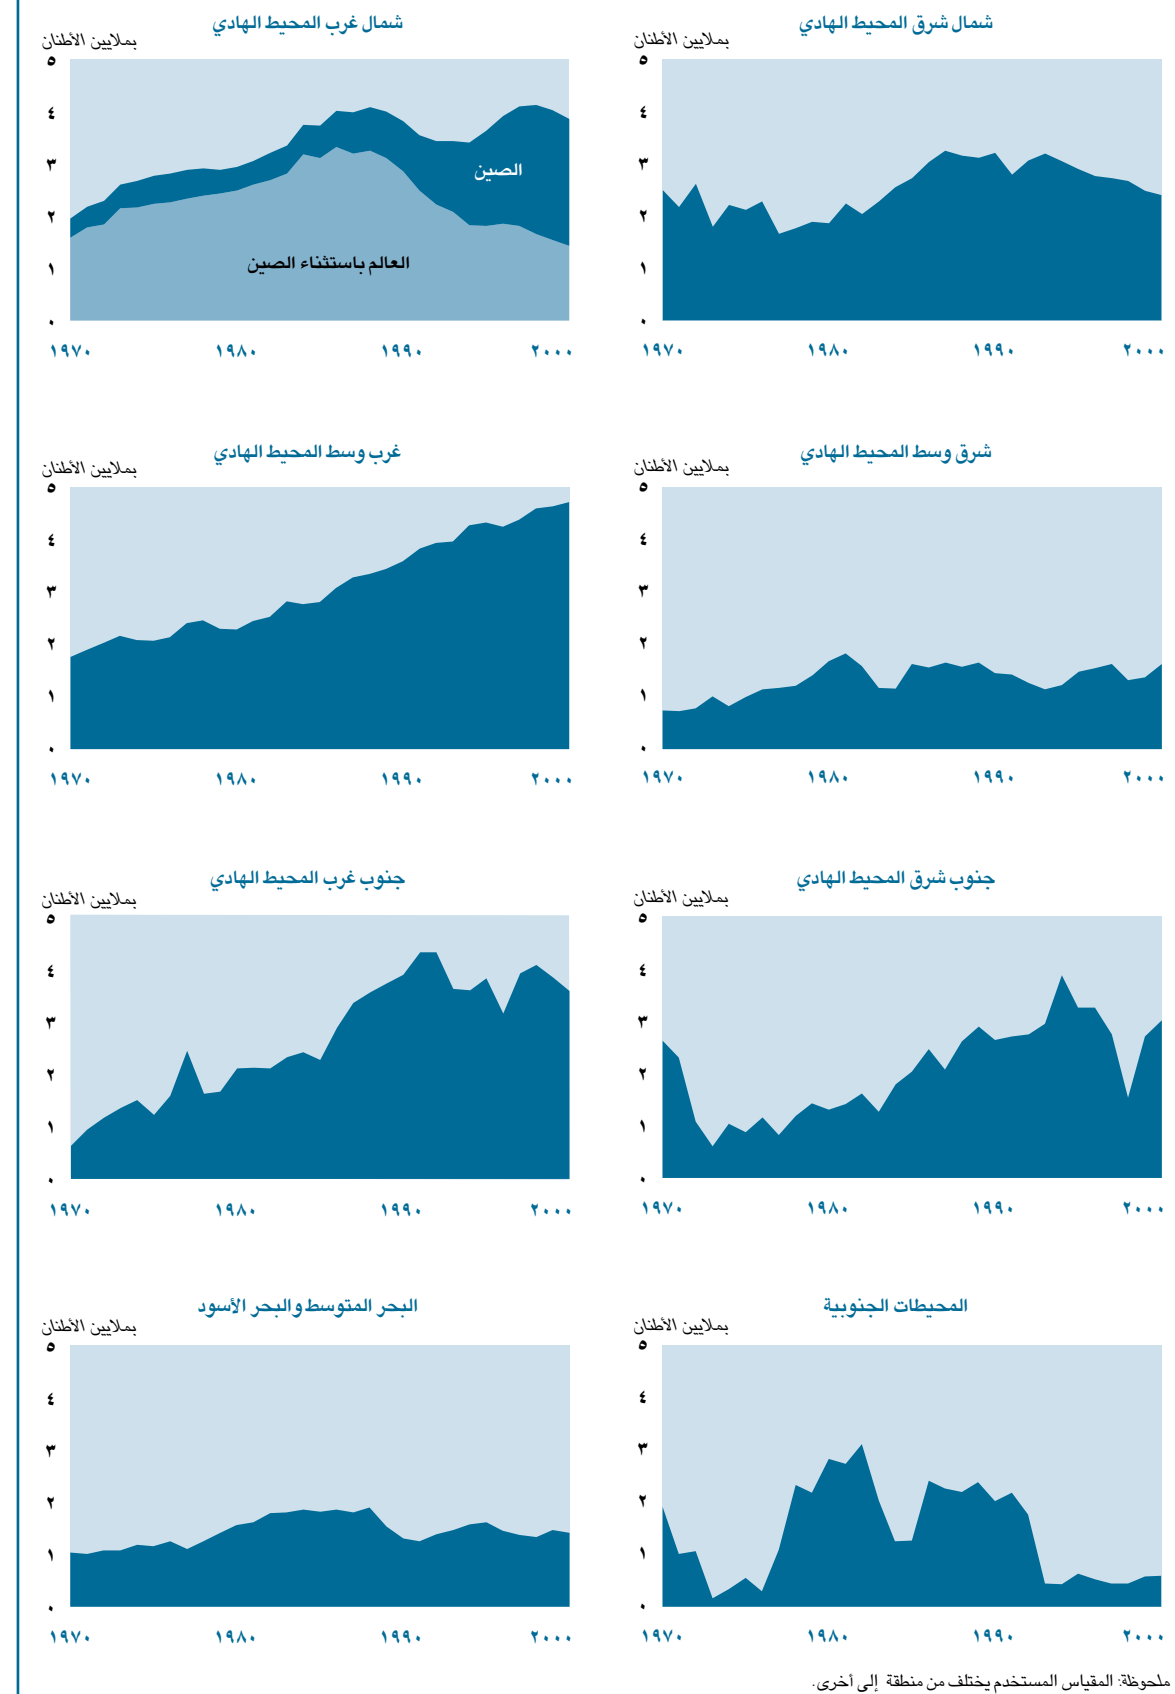 شمال شرق المحيط الهادي
بملايين الأطنان
٥
٤
٣
٢
١
٠
١٩٧٠ ١٩٨٠ ١٩٩٠ ٢٠٠٠
شمال غرب المحيط الهادي
بملايين الأطنان
٥
٤
٣
٢
١
٠
الصين
العالم باستثناء الصين
١٩٧٠ ١٩٨٠ ١٩٩٠ ٢٠٠٠
شرق وسط المحيط الهادي
بملايين الأطنان
٥
٤
٣
٢
١
٠
١٩٧٠ ١٩٨٠ ١٩٩٠ ٢٠٠٠
غرب وسط المحيط الهادي
بملايين الأطنان
٥
٤
٣
٢
١
٠
١٩٧٠ ١٩٨٠ ١٩٩٠ ٢٠٠٠
جنوب شرق المحيط الهادي
بملايين الأطنان
٥
٤
٣
٢
١
٠
١٩٧٠ ١٩٨٠ ١٩٩٠ ٢٠٠٠
جنوب غرب المحيط الهادي
بملايين الأطنان
٥
٤
٣
٢
١
٠
١٩٧٠ ١٩٨٠ ١٩٩٠ ٢٠٠٠
المحيطات الجنوبية
بملايين الأطنان
٥
٤
٣
٢
١
٠
١٩٧٠ ١٩٨٠ ١٩٩٠ ٢٠٠٠
البحر المتوسط والبحر الأسود
بملايين الأطنان
٥
٤
٣
٢
١
٠
١٩٧٠ ١٩٨٠ ١٩٩٠ ٢٠٠٠
ملحوظة: المقياس المستخدم يختلف من منطقة إلى أخرى.